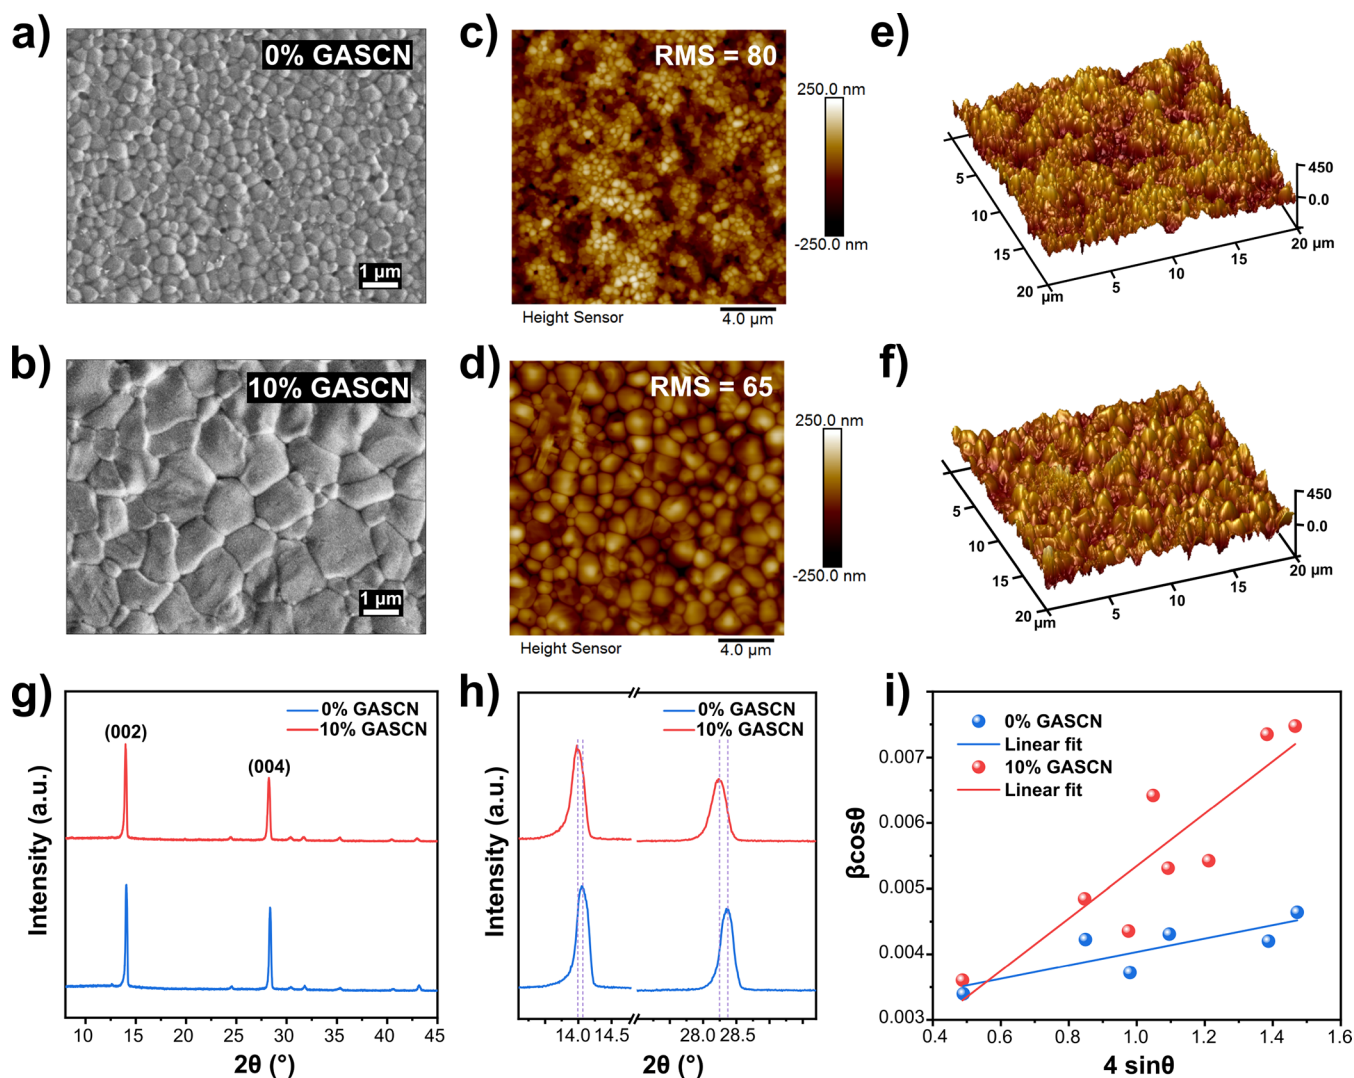 a)
0% GASCN
1 μm
c)
RMS = 80
250.0 nm
-250.0 nm
Height Sensor
4.0 μm
e)
450
0.0
5
10
15
20 μm
5
10
15
20 μm
b)
10% GASCN
1 μm
d)
RMS = 65
250.0 nm
-250.0 nm
Height Sensor
4.0 μm
f)
450
0.0
5
10
15
20 μm
5
10
15
20 μm
g)
0% GASCN
10% GASCN
(002)
(004)
Intensity (a.u.)
10 15 20 25 30 35 40 45
2θ (°)
h)
0% GASCN
10% GASCN
Intensity (a.u.)
14.0 14.5 28.0 28.5
2θ (°)
i)
0% GASCN
Linear fit
10% GASCN
Linear fit
βcosθ
0.007
0.006
0.005
0.004
0.003
0.4 0.6 0.8 1.0 1.2 1.4 1.6
4 sinθ